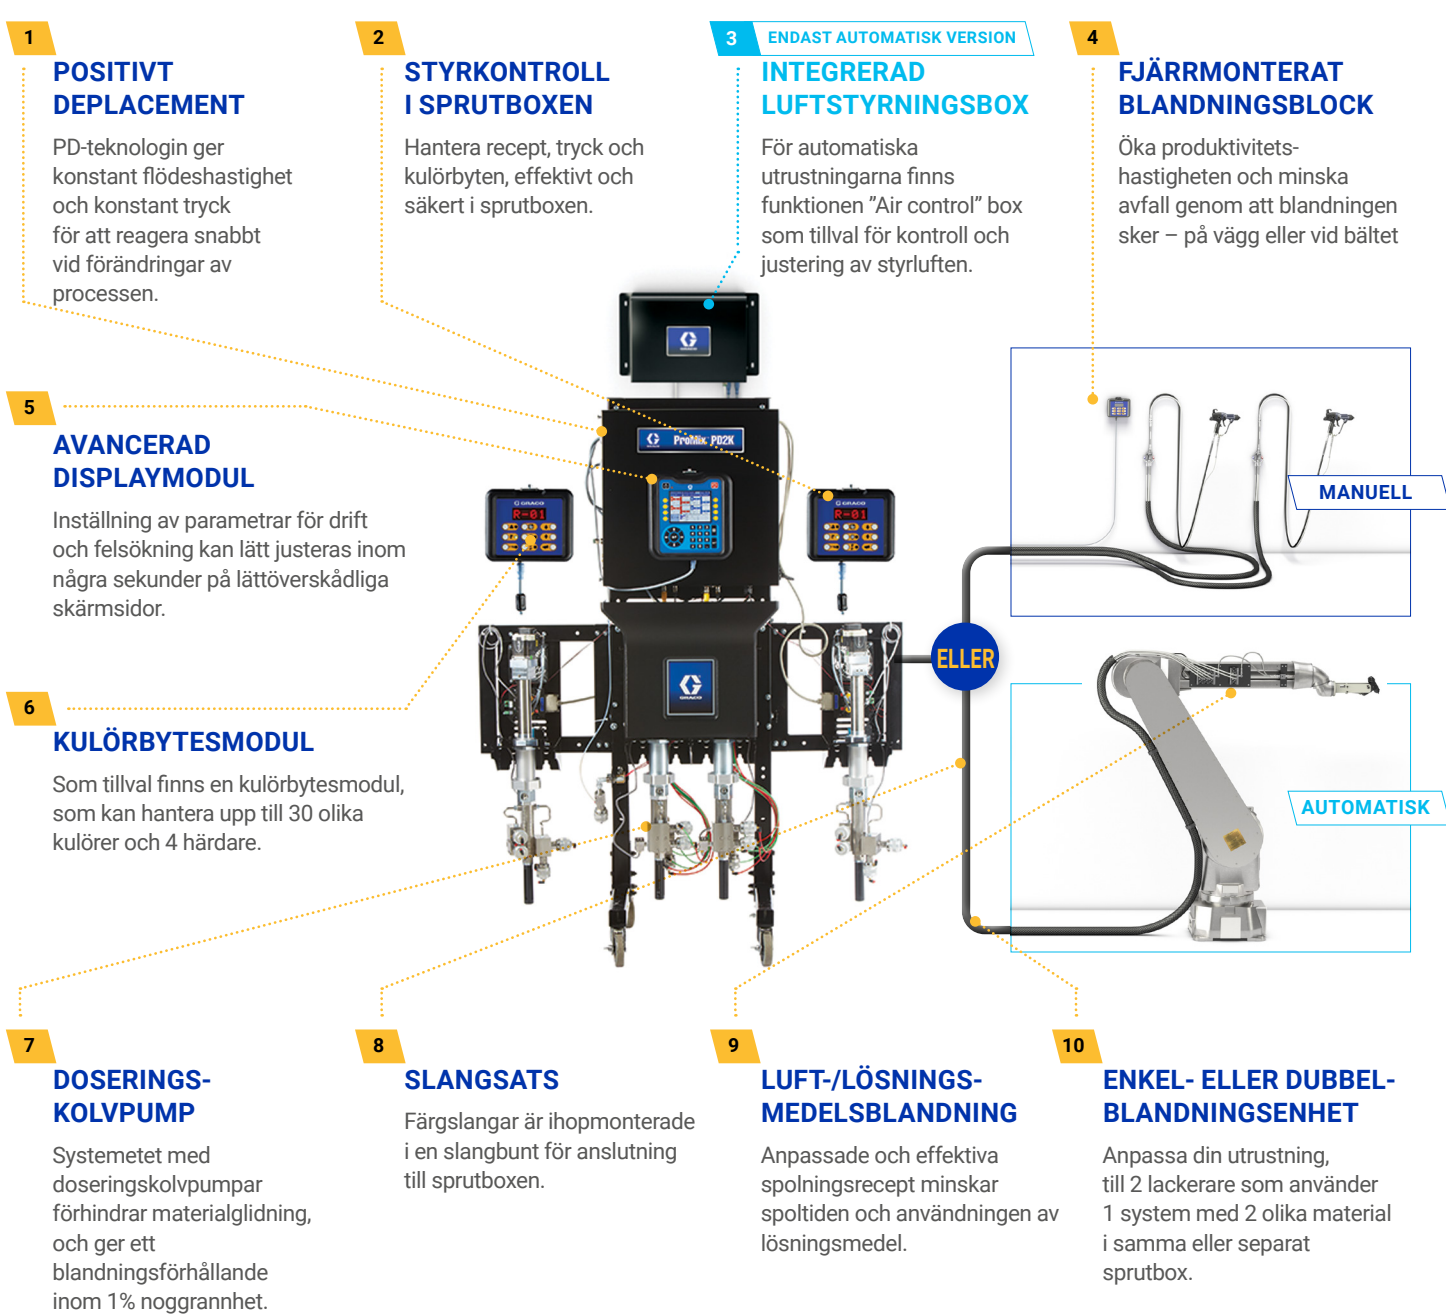 1
POSITIVT
DEPLACEMENT
PD-teknologin ger
konstant flödeshastighet
och konstant tryck
för att reagera snabbt
vid förändringar av
processen.
2
STYRKONTROLL
I SPRUTBOXEN
Hantera recept, tryck och
kulörbyten, effektivt och
säkert i sprutboxen.
3
ENDAST AUTOMATISK VERSION
INTEGRERAD
LUFTSTYRNINGSBOX
För automatiska
utrustningarna finns
funktionen ”Air control” box
som tillval för kontroll och
justering av styrluften.
4
FJÄRRMONTERAT
BLANDNINGSBLOCK
Öka produktivitets-
hastigheten och minska
avfall genom att blandningen
sker – på vägg eller vid bältet
5
AVANCERAD
DISPLAYMODUL
Inställning av parametrar för drift
och felsökning kan lätt justeras inom
några sekunder på lättöverskådliga
skärmsidor.
6
KULÖRBYTESMODUL
Som tillval finns en kulörbytesmodul,
som kan hantera upp till 30 olika
kulörer och 4 härdare.
GRACO
ProMix PD2K
GRACO
R-01
GRACO
R-01
GRACO
ELLER
MANUELL
AUTOMATISK
7
DOSERINGS-
KOLVPUMP
Systemetet med
doseringskolvpumpar
förhindrar materialglidning,
och ger ett
blandningsförhållande
inom 1% noggrannhet.
8
SLANGSATS
Färgslangar är ihopmonterade
i en slangbunt för anslutning
till sprutboxen.
9
LUFT-/LÖSNINGS-
MEDELSBLANDNING
Anpassade och effektiva
spolningsrecept minskar
spoltiden och användningen av
lösningsmedel.
10
ENKEL- ELLER DUBBEL-
BLANDNINGSENHET
Anpassa din utrustning,
till 2 lackerare som använder
1 system med 2 olika material
i samma eller separat
sprutbox.